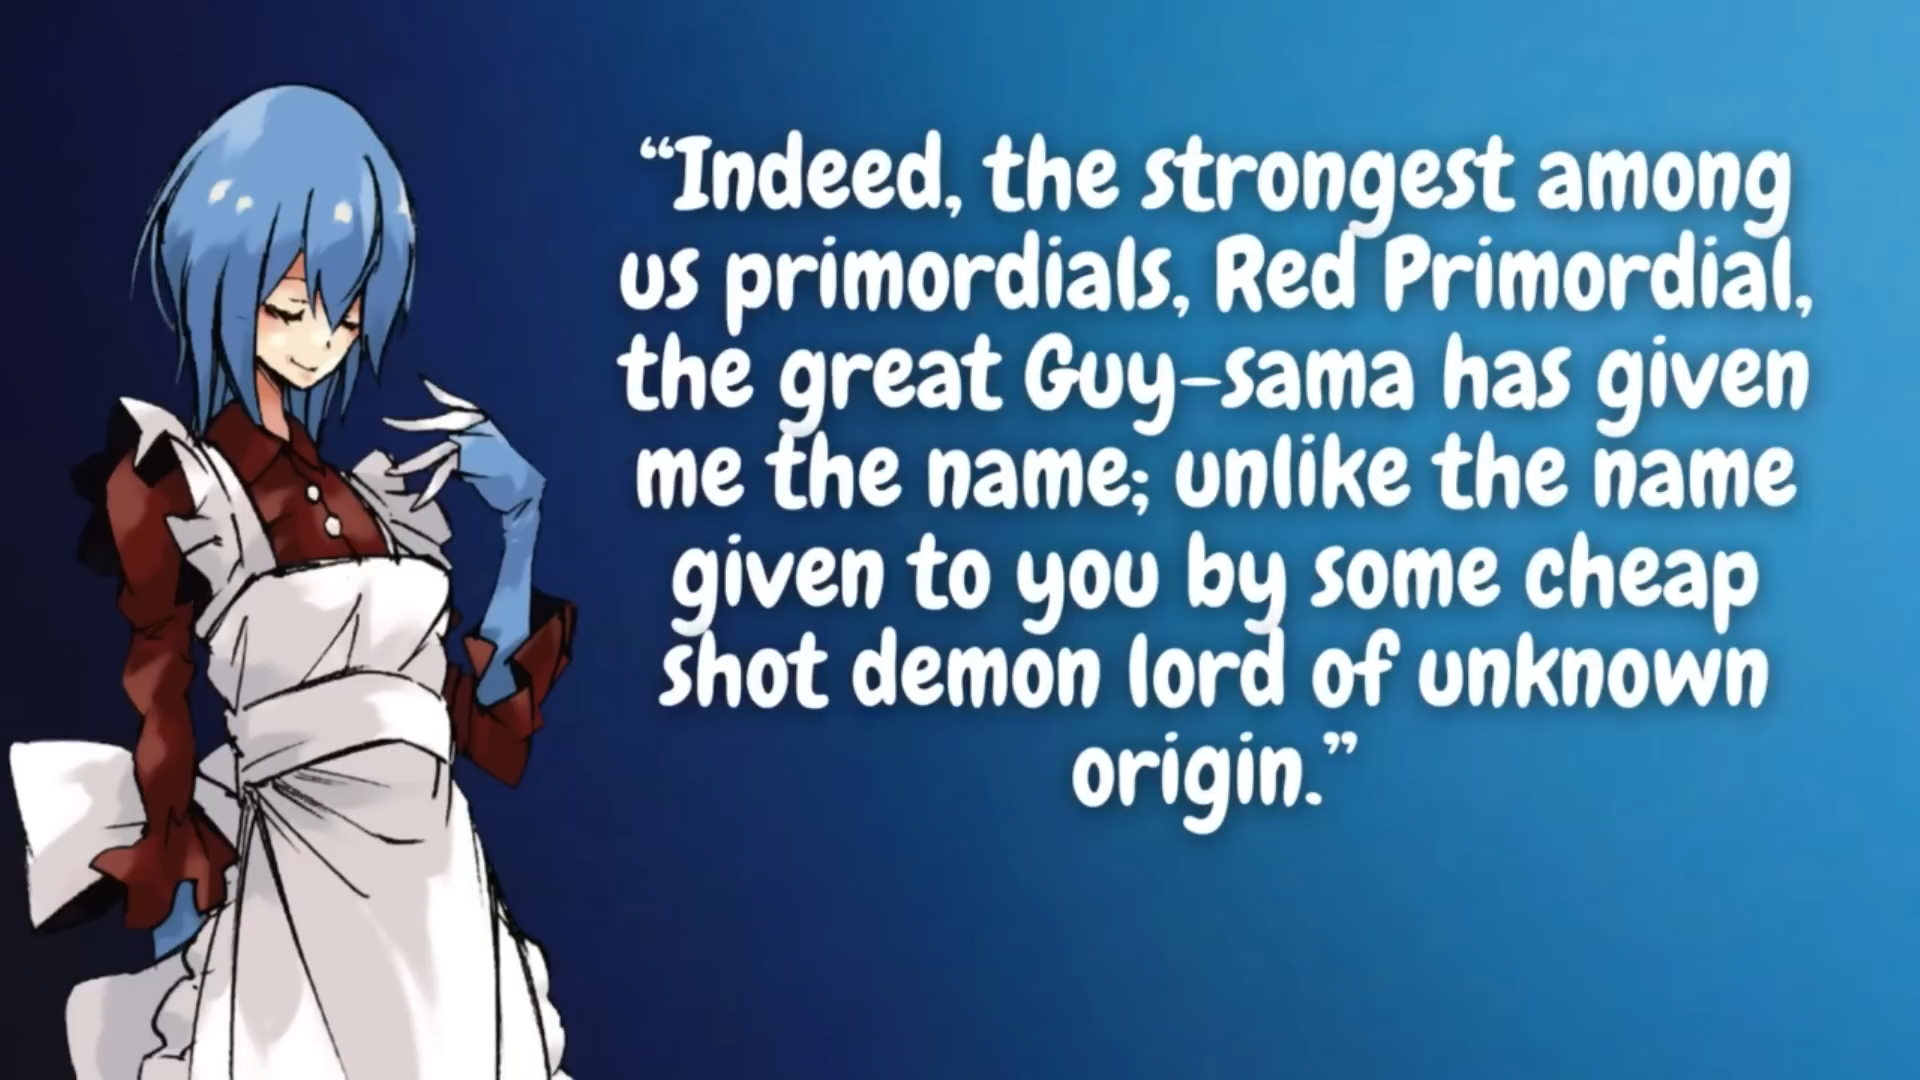 “Indeed, the strongest among
us primordials, Red Primordial,
the great Guy-sama has given
me the name; unlike the name
given to you by some cheap
shot demon lord of unknown
origin.”